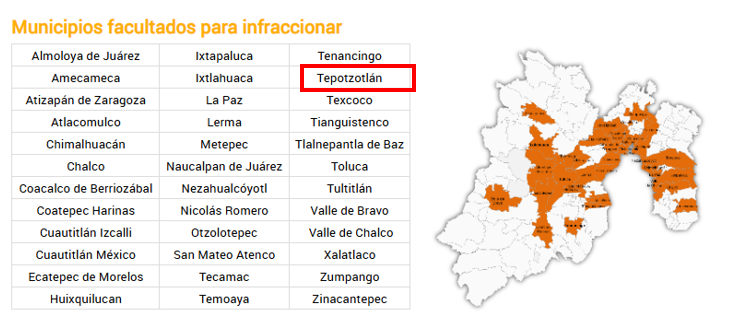 Municipios facultados para infraccionar
Almoloya de Juárez Ixtapaluca Tenancingo
Amecameca Ixtlahuaca Tepotzotlán
Atizapán de Zaragoza La Paz Texcoco
Atlacomulco Lerma Tianguistenco
Chimalhuacán Metepec Tlalnepantla de Baz
Chalco Naucalpan de Juárez Toluca
Coacalco de Berriozábal Nezahualcóyotl Tultitlán
Coatepec Harinas Nicolás Romero Valle de Bravo
Cuautitlán Izcalli Otzolotepec Valle de Chalco
Cuautitlán México San Mateo Atenco Xalatlaco
Ecatepec de Morelos Tecamac Zumpango
Huixquilucan Temoaya Zinacantepec